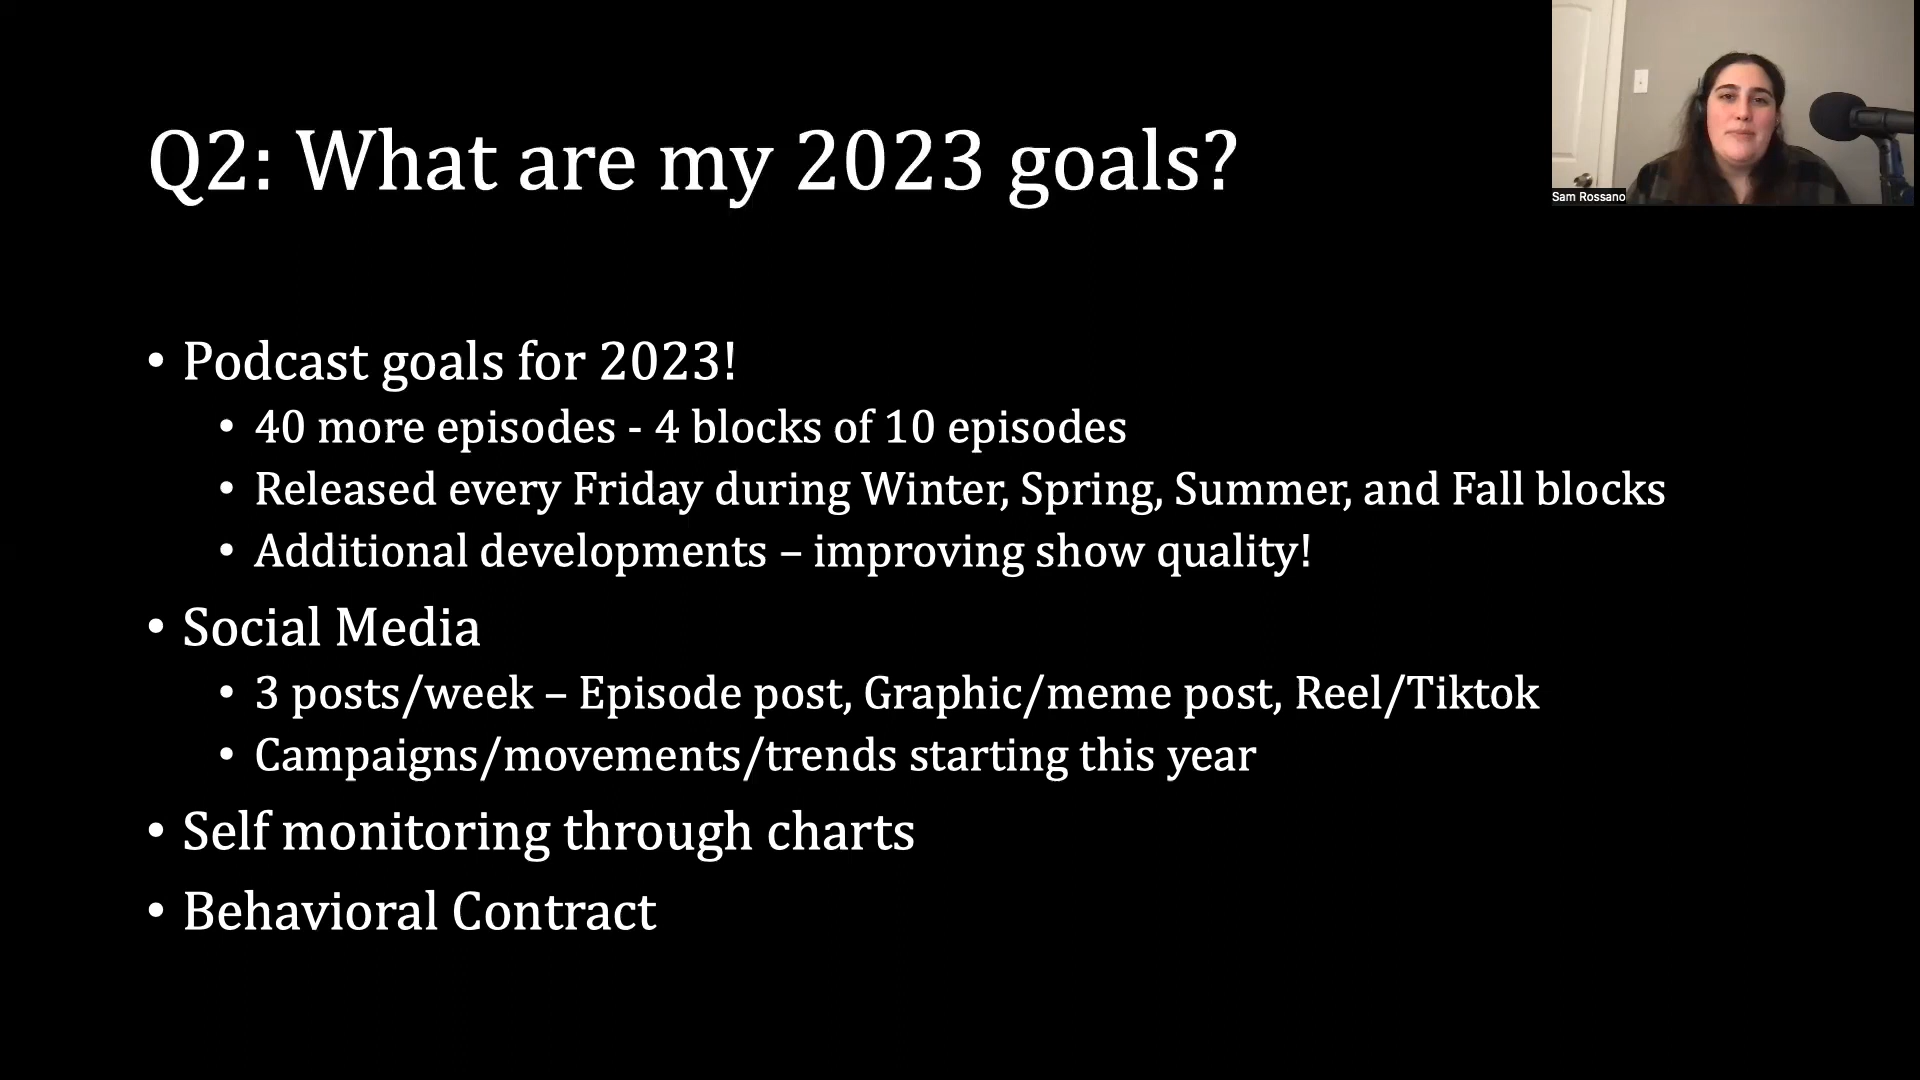 Q2: What are my 2023 goals?
Sam Rossano
• Podcast goals for 2023!
• 40 more episodes - 4 blocks of 10 episodes
• Released every Friday during Winter, Spring, Summer, and Fall blocks
• Additional developments – improving show quality!
• Social Media
• 3 posts/week – Episode post, Graphic/meme post, Reel/Tiktok
• Campaigns/movements/trends starting this year
• Self monitoring through charts
• Behavioral Contract